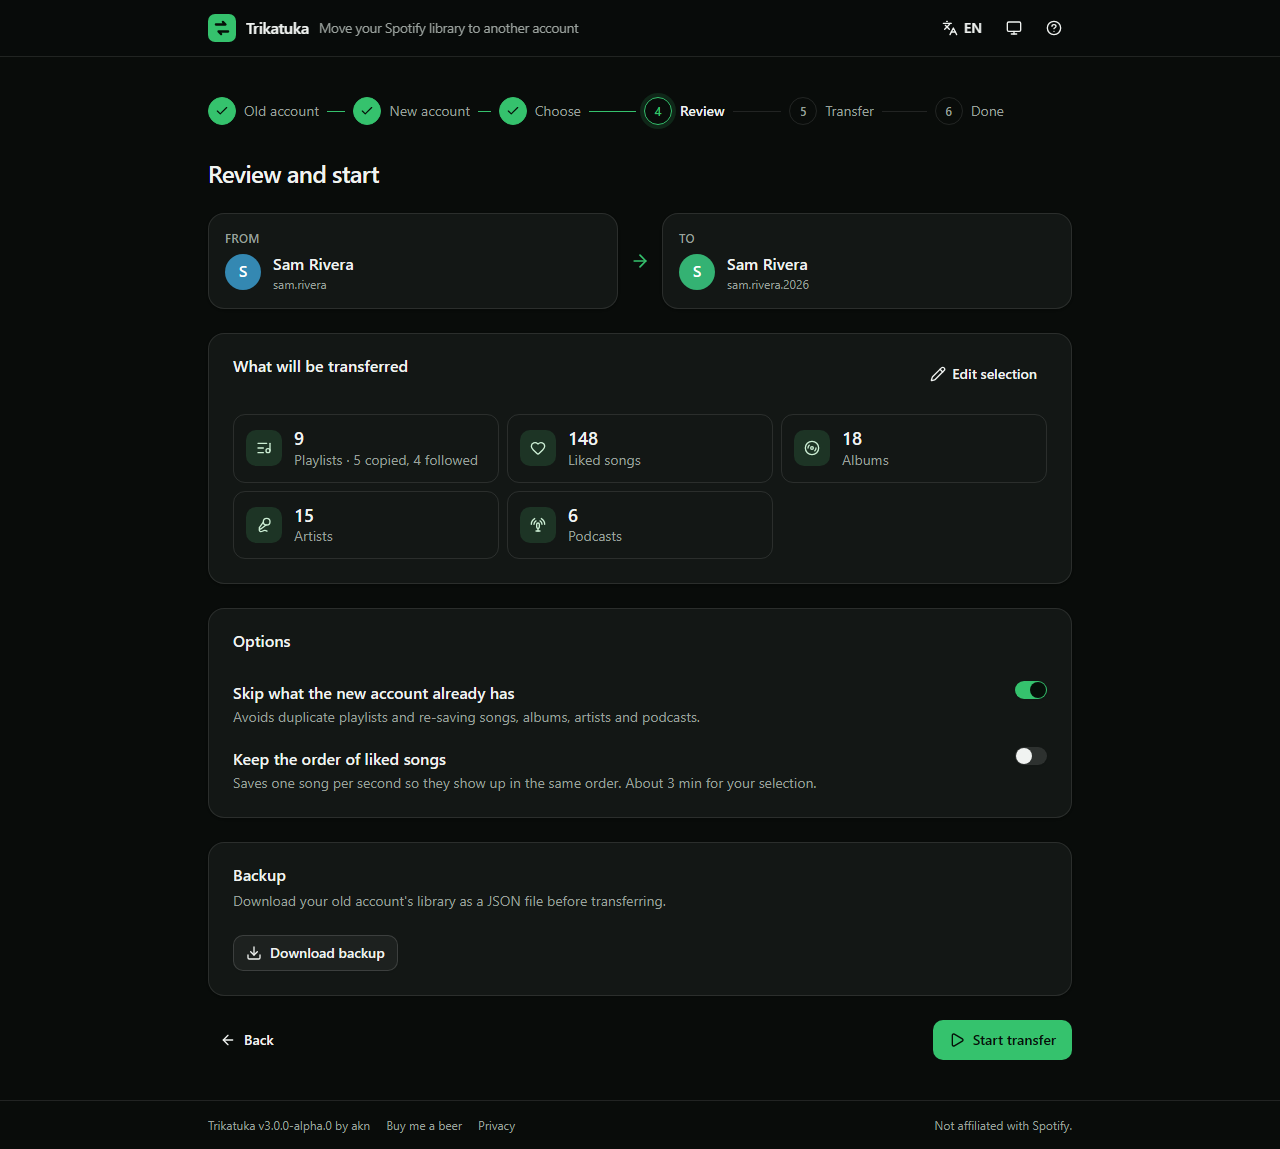 Trikatuka Move your Spotify library to another account
EN
Old account
New account
Choose
4 Review
5 Transfer
6 Done
Review and start
FROM
S Sam Rivera
sam.rivera
TO
S Sam Rivera
sam.rivera.2026
What will be transferred
Edit selection
9
Playlists · 5 copied, 4 followed
148
Liked songs
18
Albums
15
Artists
6
Podcasts
Options
Skip what the new account already has
Avoids duplicate playlists and re-saving songs, albums, artists and podcasts.
Keep the order of liked songs
Saves one song per second so they show up in the same order. About 3 min for your selection.
Backup
Download your old account's library as a JSON file before transferring.
Download backup
Back
Start transfer
Trikatuka v3.0.0-alpha.0 by akn
Buy me a beer
Privacy
Not affiliated with Spotify.